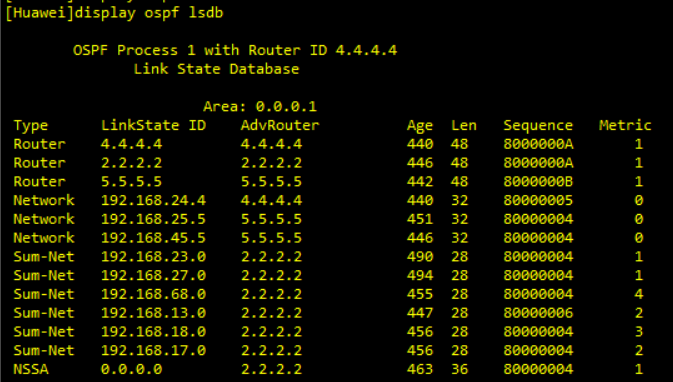 [Huawei]display ospf lsdb
OSPF Process 1 with Router ID 4.4.4.4
Link State Database
Area: 0.0.0.1
Type LinkState ID AdvRouter Age Len Sequence Metric
Router 4.4.4.4 4.4.4.4 440 48 8000000A 1
Router 2.2.2.2 2.2.2.2 446 48 8000000A 1
Router 5.5.5.5 5.5.5.5 442 48 8000000B 1
Network 192.168.24.4 4.4.4.4 440 32 80000005 0
Network 192.168.25.5 5.5.5.5 451 32 80000004 0
Network 192.168.45.5 5.5.5.5 446 32 80000004 0
Sum-Net 192.168.23.0 2.2.2.2 490 28 80000004 1
Sum-Net 192.168.27.0 2.2.2.2 494 28 80000004 1
Sum-Net 192.168.68.0 2.2.2.2 455 28 80000004 4
Sum-Net 192.168.13.0 2.2.2.2 447 28 80000006 2
Sum-Net 192.168.18.0 2.2.2.2 456 28 80000004 3
Sum-Net 192.168.17.0 2.2.2.2 456 28 80000004 2
NSSA 0.0.0.0 2.2.2.2 463 36 80000004 1